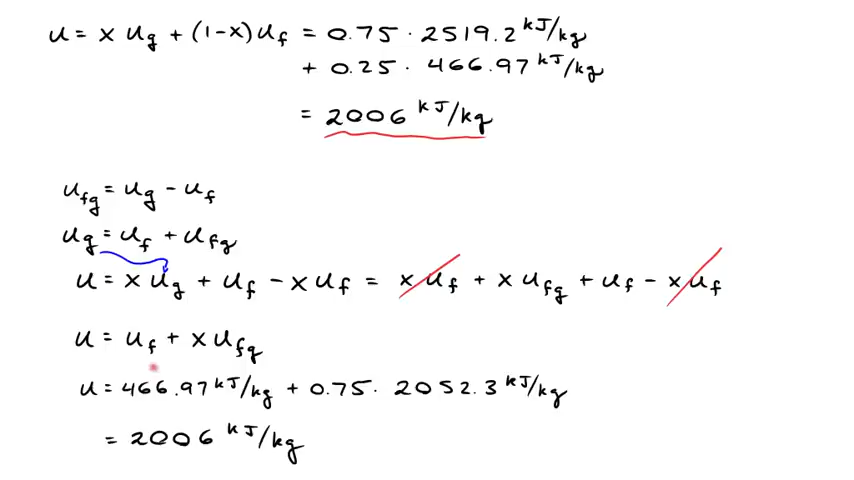 u = x u_g + (1-x) u_f = 0.75 · 2519.2 kJ/kg
+ 0.25 · 466.97 kJ/kg
= 2006 kJ/kg
u_fg = u_g - u_f
u_g = u_f + u_fg
u = x u_g + u_f - x u_f = x u_f + x u_fg + u_f - x u_f
u = u_f + x u_fg
u = 466.97 kJ/kg + 0.75 · 2052.3 kJ/kg
= 2006 kJ/kg